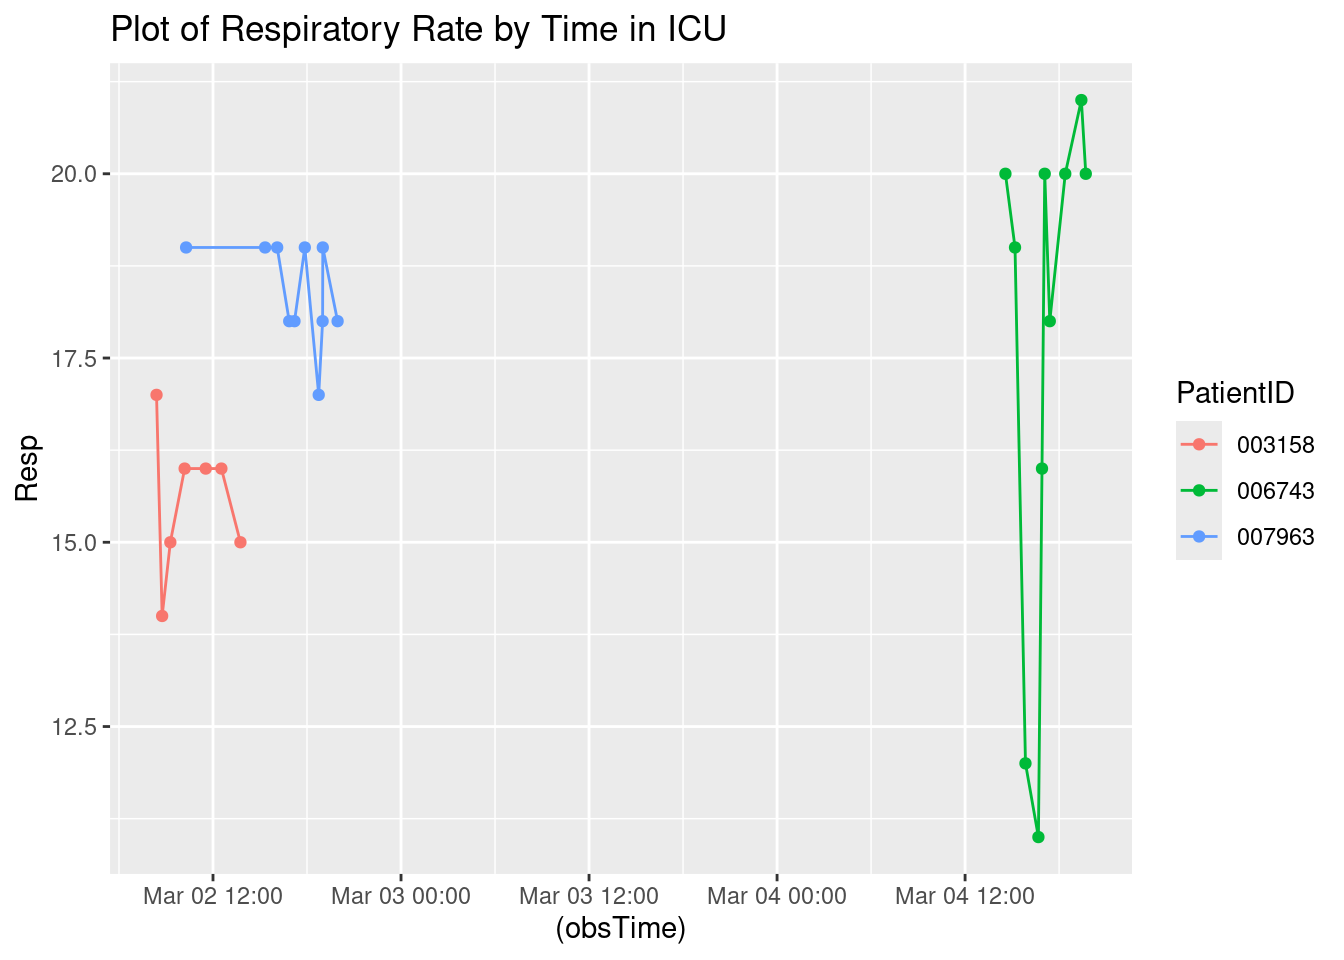 Plot of Respiratory Rate by Time in ICU
20.0
17.5
15.0
12.5
Resp
Mar 02 12:00 Mar 03 00:00 Mar 03 12:00 Mar 04 00:00 Mar 04 12:00
(obsTime)
PatientID
003158
006743
007963